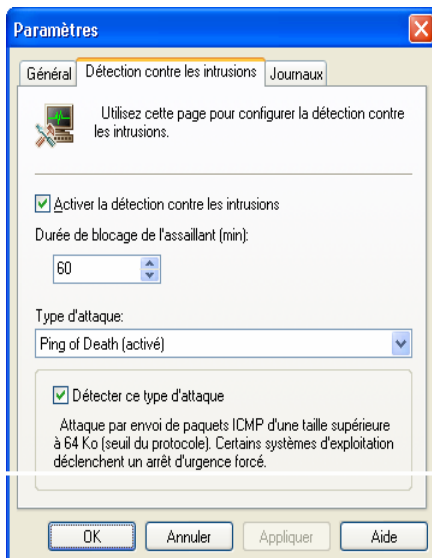 Paramètres
Général Détection contre les intrusions Journaux
Utilisez cette page pour configurer la détection contre
les intrusions.
Activer la détection contre les intrusions
Durée de blocage de l'assaillant (min):
60
Type d'attaque:
Ping of Death (activé)
Détecter ce type d'attaque
Attaque par envoi de paquets ICMP d'une taille supérieure
à 64 Ko (seuil du protocole). Certains systèmes d'exploitation
déclenchent un arrêt d'urgence forcé.
OK Annuler Appliquer Aide